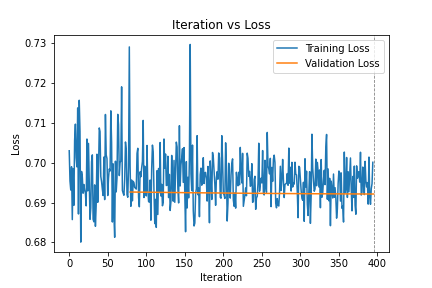 Iteration vs Loss
Training Loss
Validation Loss
0.73
0.72
0.71
0.70
0.69
0.68
Loss
0 50 100 150 200 250 300 350 400
Iteration